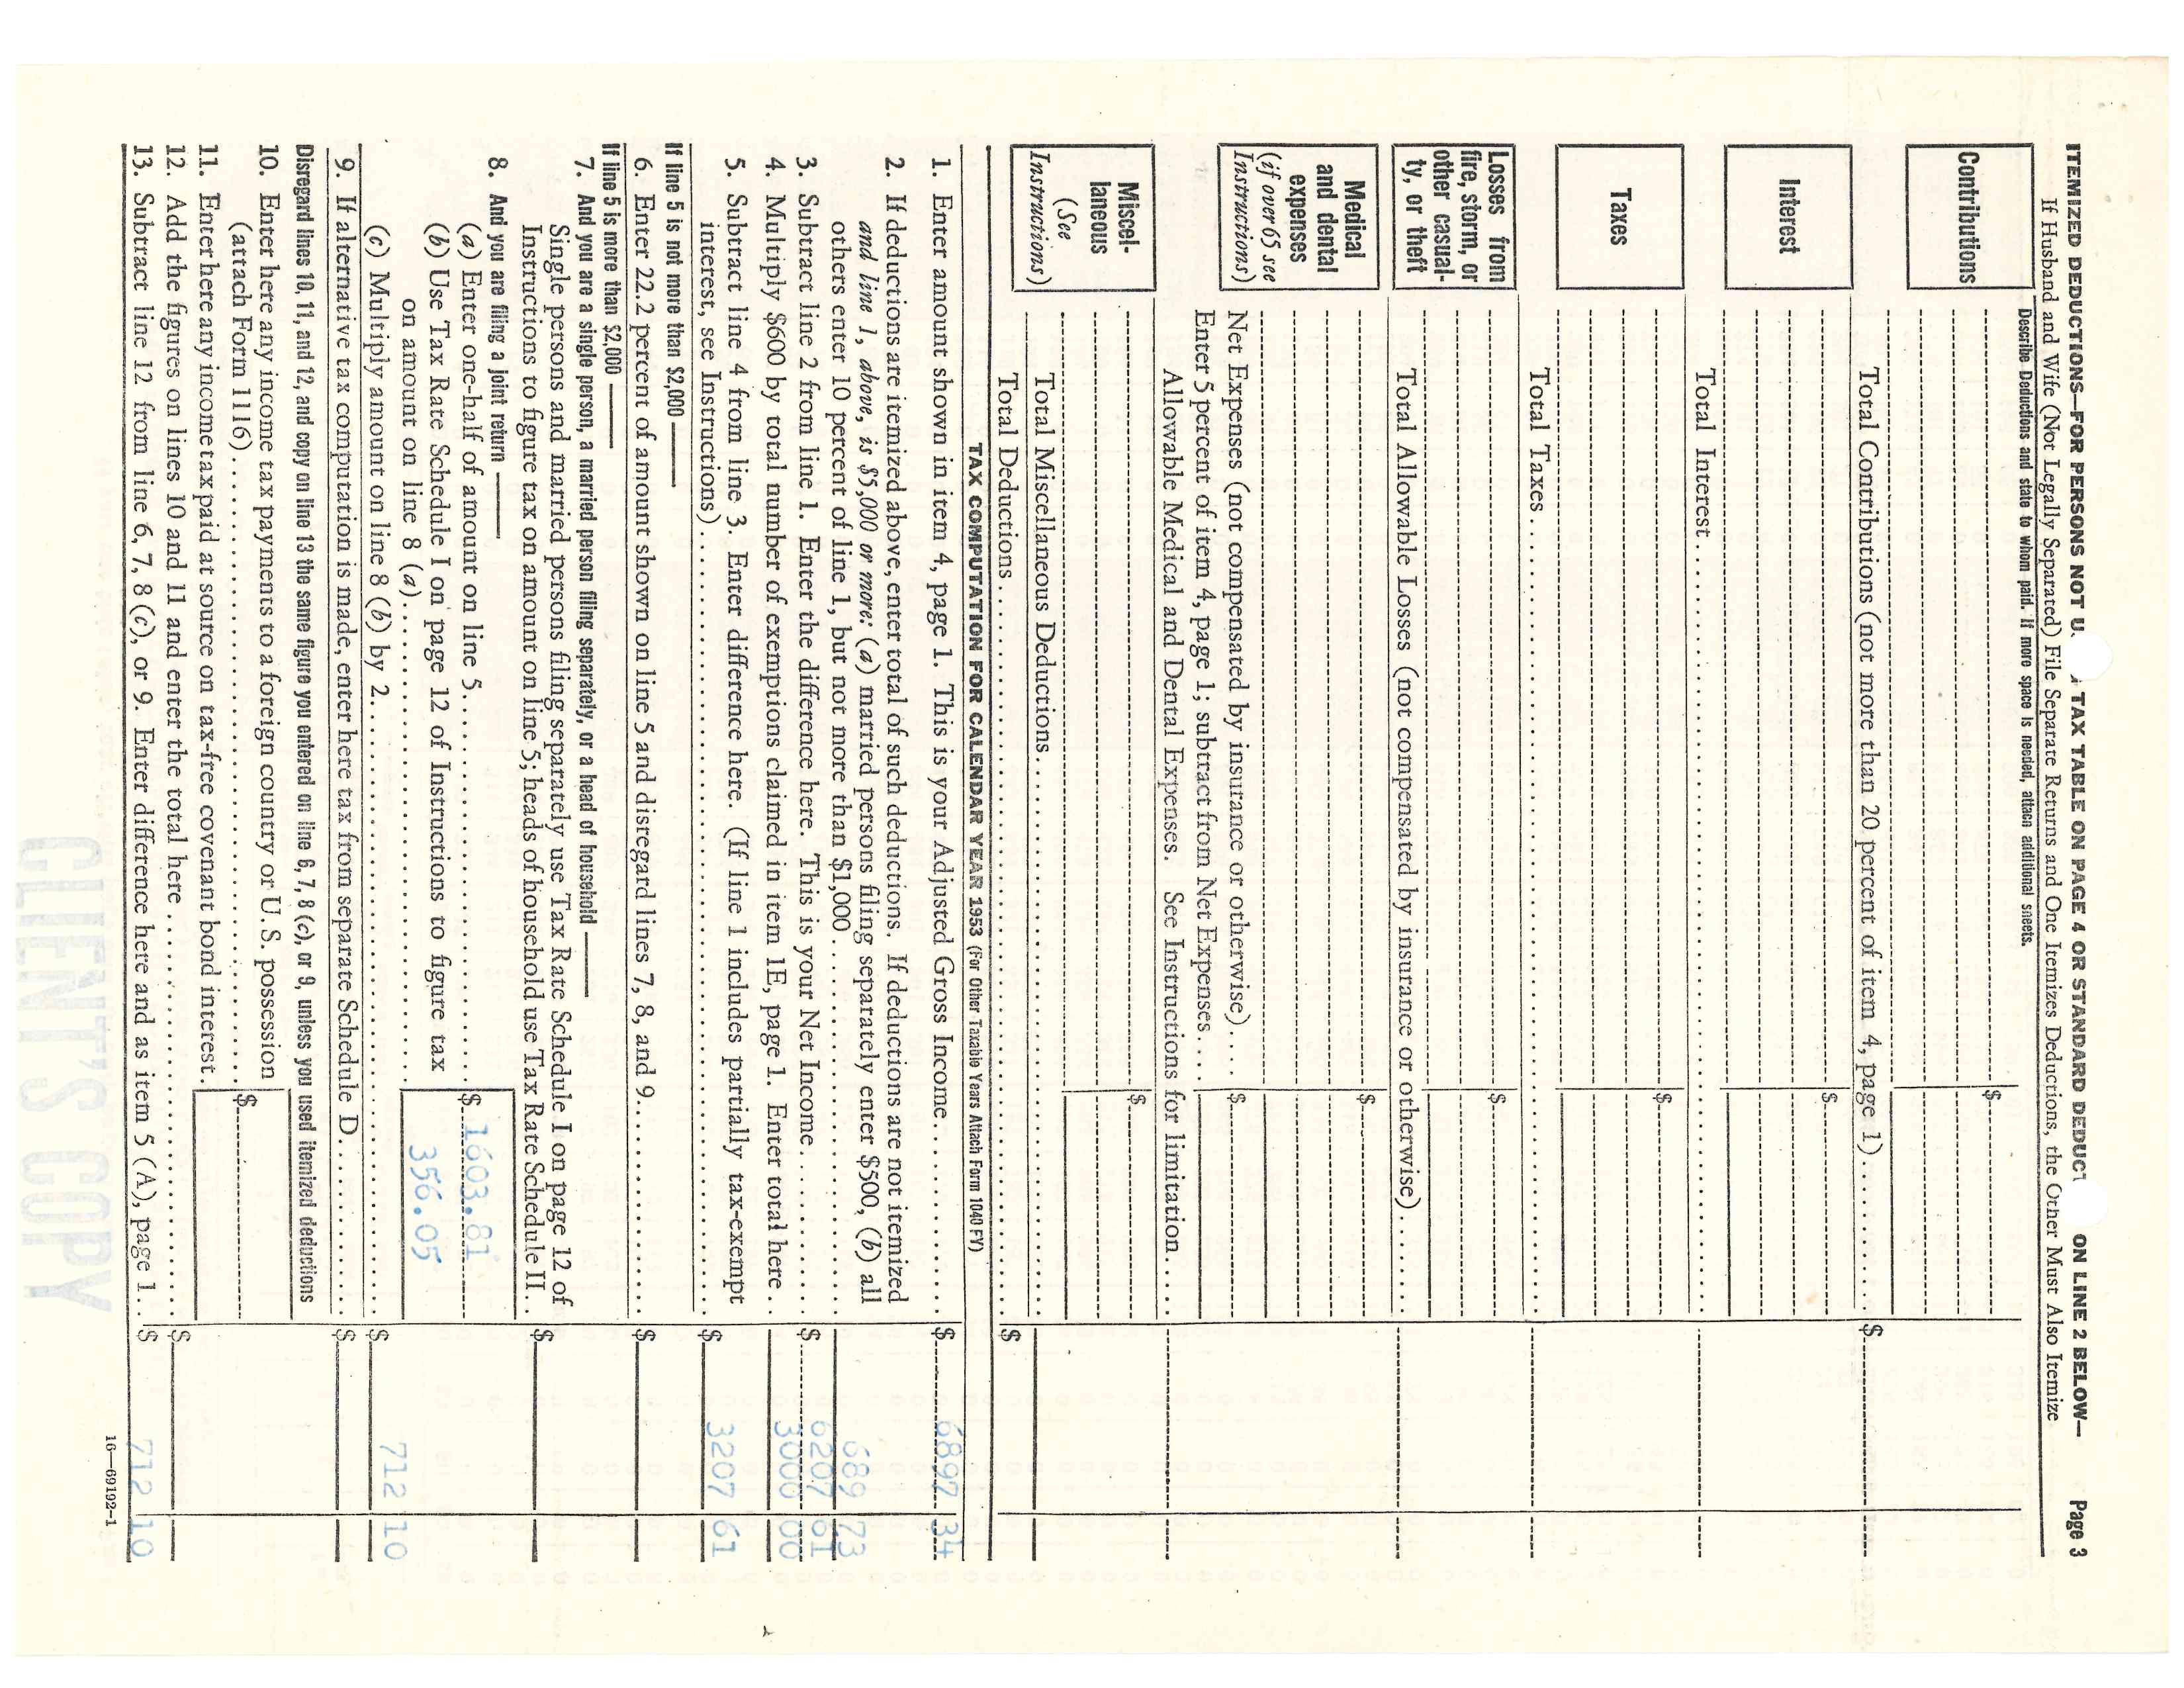 ITEMIZED DEDUCTIONS—FOR PERSONS NOT U. TAX TABLE ON PAGE 4 OR STANDARD DEDUCT ON LINE 2 BELOW— Page 3
If Husband and Wife (Not Legally Separated) File Separate Returns and One Itemizes Deductions, the Other Must Also Itemize
Describe Deductions and state to whom paid. If more space is needed, attach additional sheets.
Contributions
$
Total Contributions (not more than 20 percent of item 4, page 1)............ $
Interest
$
Total Interest
Taxes
$
Total Taxes
Losses from
fire, storm, or
other casual-
ty, or theft
$
Total Allowable Losses (not compensated by insurance or otherwise)........
Medical
and dental
expenses
(if over 65 see
Instructions)
$
Net Expenses (not compensated by insurance or otherwise).... $
Enter 5 percent of item 4, page 1; subtract from Net Expenses....
Allowable Medical and Dental Expenses. See Instructions for limitation.....
Miscel-
laneous
(See
Instructions)
$
Total Miscellaneous Deductions
Total Deductions $
TAX COMPUTATION FOR CALENDAR YEAR 1953 (For Other Taxable Years Attach Form 1040 FY)
1. Enter amount shown in item 4, page 1. This is your Adjusted Gross Income............... $ 6897 34
2. If deductions are itemized above, enter total of such deductions. If deductions are not itemized
and line 1, above, is $5,000 or more: (a) married persons filing separately enter $500, (b) all
others enter 10 percent of line 1, but not more than $1,000 689 73
3. Subtract line 2 from line 1. Enter the difference here. This is your Net Income............. $ 6207 61
4. Multiply $600 by total number of exemptions claimed in item 1E, page 1. Enter total here.. 3000 00
5. Subtract line 4 from line 3. Enter difference here. (If line 1 includes partially tax-exempt
interest, see Instructions) $ 3207 61
If line 5 is not more than $2,000 —
6. Enter 22.2 percent of amount shown on line 5 and disregard lines 7, 8, and 9................. $
If line 5 is more than $2,000 —
7. And you are a single person, a married person filing separately, or a head of household —
Single persons and married persons filing separately use Tax Rate Schedule I on page 12 of
Instructions to figure tax on amount on line 5; heads of household use Tax Rate Schedule II.. $
8. And you are filing a joint return —
(a) Enter one-half of amount on line 5 $ 1603.81
(b) Use Tax Rate Schedule I on page 12 of Instructions to figure tax
on amount on line 8 (a) 356.05
(c) Multiply amount on line 8 (b) by 2 $ 712 10
9. If alternative tax computation is made, enter here tax from separate Schedule D.............. $
Disregard lines 10, 11, and 12, and copy on line 13 the same figure you entered on line 6, 7, 8 (c), or 9, unless you used itemized deductions
10. Enter here any income tax payments to a foreign country or U. S. possession
(attach Form 1116) $
11. Enter here any income tax paid at source on tax-free covenant bond interest.
12. Add the figures on lines 10 and 11 and enter the total here $
13. Subtract line 12 from line 6, 7, 8 (c), or 9. Enter difference here and as item 5 (A), page 1.. $ 712 10
16—69192-1
CLIENT'S COPY